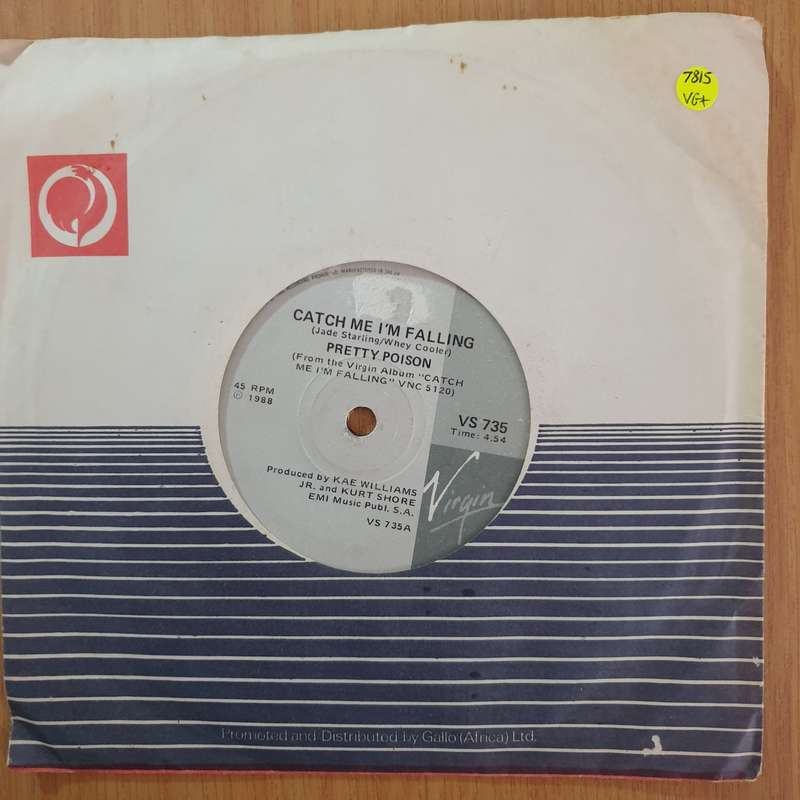 7815
VG+
CATCH ME I'M FALLING
(Jade Starling/Whey Cooler)
PRETTY POISON
(From the Virgin Album "CATCH
ME I'M FALLING" VNC 5120)
45 RPM
Ⓟ 1988
VS 735
Time: 4.54
Produced by KAE WILLIAMS
JR. and KURT SHORE
EMI Music Publ. S.A.
VS 735A
Virgin
Promoted and Distributed by Gallo (Africa) Ltd.